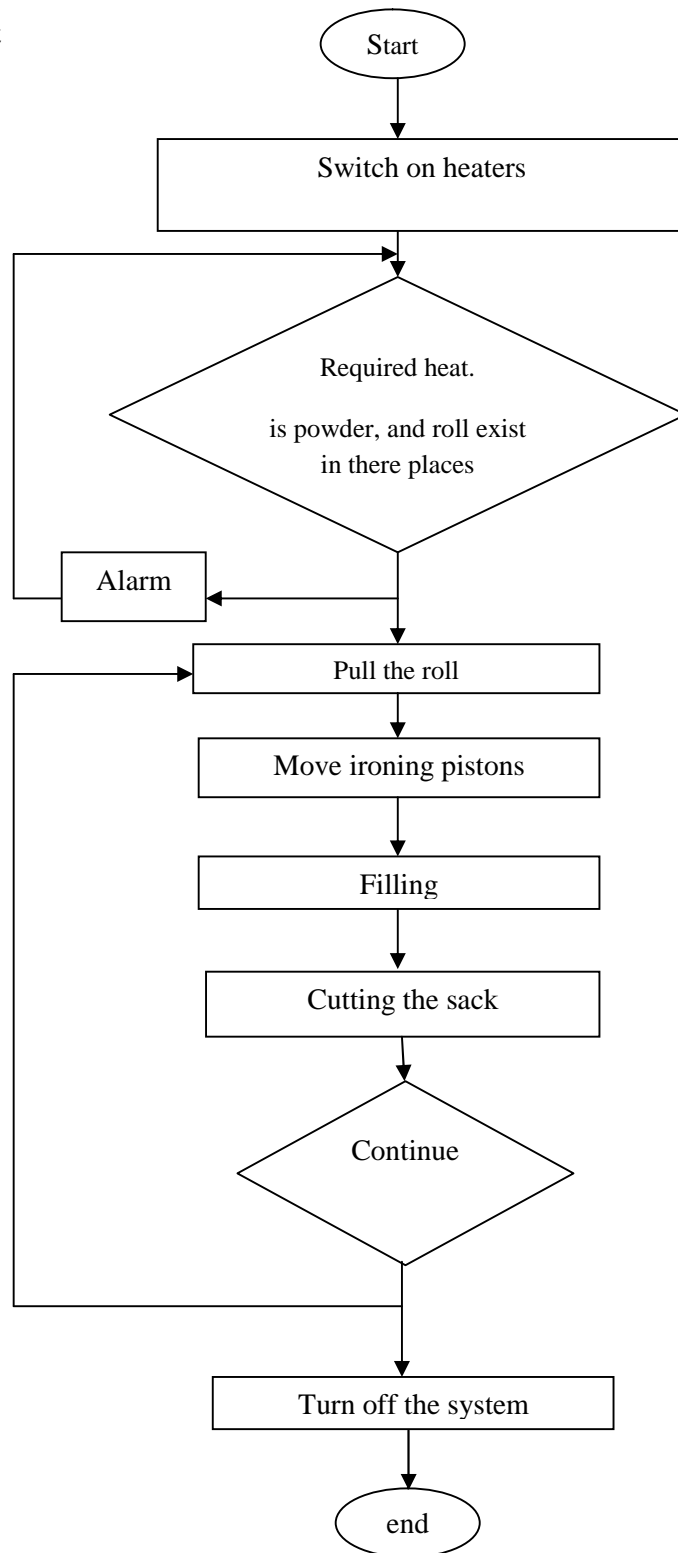 Start
Switch on heaters
Required heat.
is powder, and roll exist
in there places
Alarm
Pull the roll
Move ironing pistons
Filling
Cutting the sack
Continue
Turn off the system
end